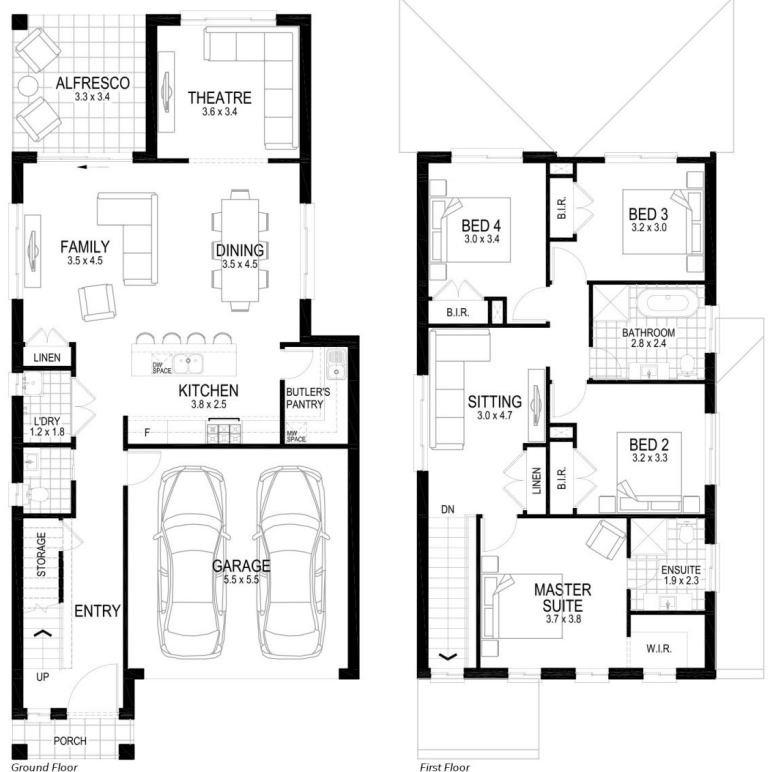 ALFRESCO
3.3 x 3.4
THEATRE
3.6 x 3.4
FAMILY
3.5 x 4.5
DINING
3.5 x 4.5
LINEN
DW
SPACE
KITCHEN
3.8 x 2.5
BUTLER'S
PANTRY
L'DRY
1.2 x 1.8
F
MW
SPACE
STORAGE
GARAGE
5.5 x 5.5
ENTRY
UP
PORCH
Ground Floor
BED 4
3.0 x 3.4
B.I.R.
BED 3
3.2 x 3.0
B.I.R.
BATHROOM
2.8 x 2.4
SITTING
3.0 x 4.7
BED 2
3.2 x 3.3
LINEN
B.I.R.
DN
ENSUITE
1.9 x 2.3
MASTER
SUITE
3.7 x 3.8
W.I.R.
First Floor